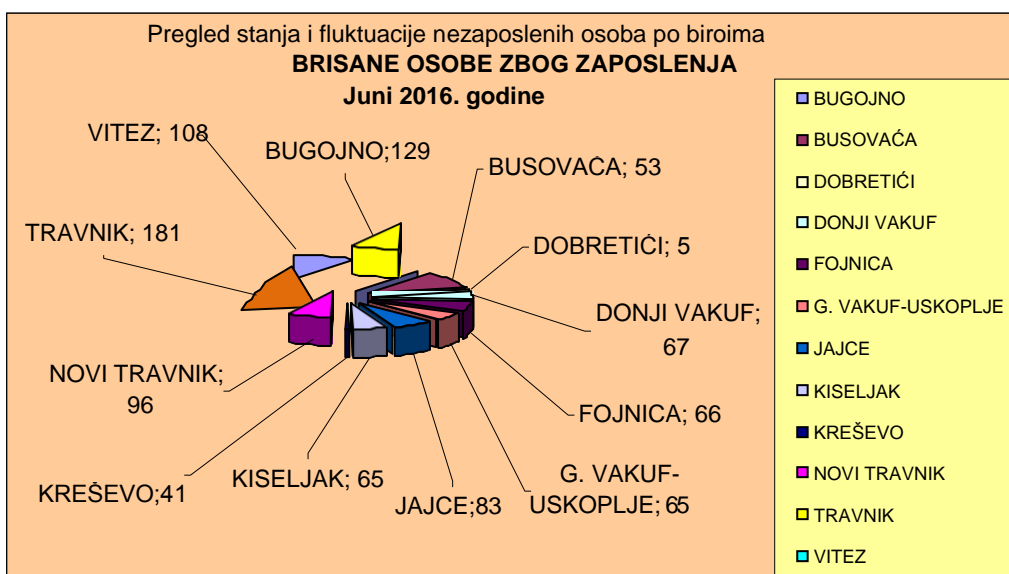 Pregled stanja i fluktuacije nezaposlenih osoba po biroima
BRISANE OSOBE ZBOG ZAPOSLENJA
Juni 2016. godine
VITEZ; 108
BUGOJNO;129
BUSOVAĆA; 53
TRAVNIK; 181
DOBRETIĆI; 5
DONJI VAKUF;
67
NOVI TRAVNIK;
96
FOJNICA; 66
KREŠEVO;41
KISELJAK; 65
JAJCE;83
G. VAKUF-
USKOPLJE; 65
BUGOJNO
BUSOVAĆA
DOBRETIĆI
DONJI VAKUF
FOJNICA
G. VAKUF-USKOPLJE
JAJCE
KISELJAK
KREŠEVO
NOVI TRAVNIK
TRAVNIK
VITEZ